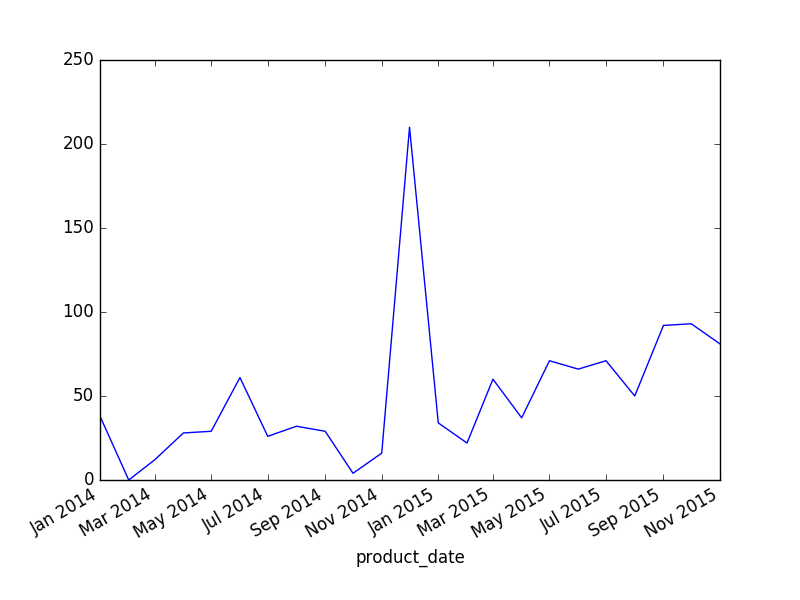 250
200
150
100
50
0
Jan 2014
Mar 2014
May 2014
Jul 2014
Sep 2014
Nov 2014
Jan 2015
Mar 2015
May 2015
Jul 2015
Sep 2015
Nov 2015
product_date